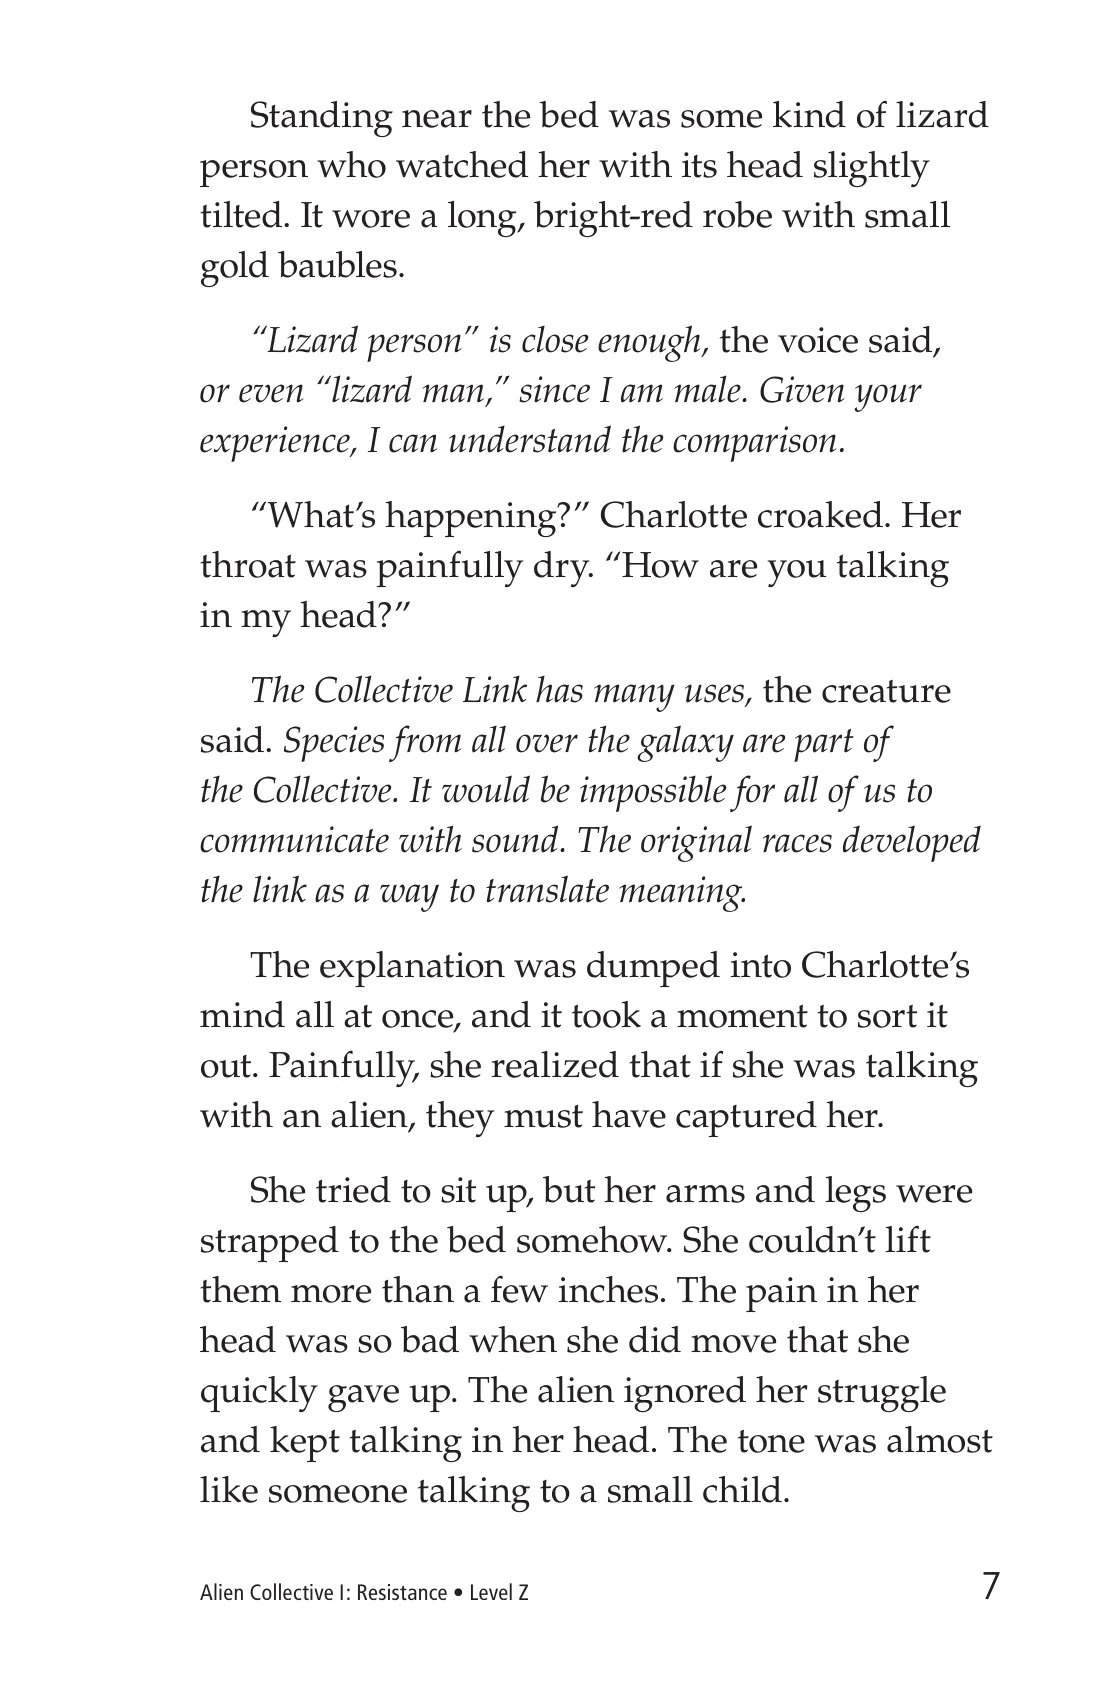 Standing near the bed was some kind of lizard
person who watched her with its head slightly
tilted. It wore a long, bright-red robe with small
gold baubles.
“Lizard person” is close enough, the voice said,
or even “lizard man,” since I am male. Given your
experience, I can understand the comparison.
“What’s happening?” Charlotte croaked. Her
throat was painfully dry. “How are you talking
in my head?”
The Collective Link has many uses, the creature
said. Species from all over the galaxy are part of
the Collective. It would be impossible for all of us to
communicate with sound. The original races developed
the link as a way to translate meaning.
The explanation was dumped into Charlotte’s
mind all at once, and it took a moment to sort it
out. Painfully, she realized that if she was talking
with an alien, they must have captured her.
She tried to sit up, but her arms and legs were
strapped to the bed somehow. She couldn’t lift
them more than a few inches. The pain in her
head was so bad when she did move that she
quickly gave up. The alien ignored her struggle
and kept talking in her head. The tone was almost
like someone talking to a small child.
Alien Collective I: Resistance • Level Z
7